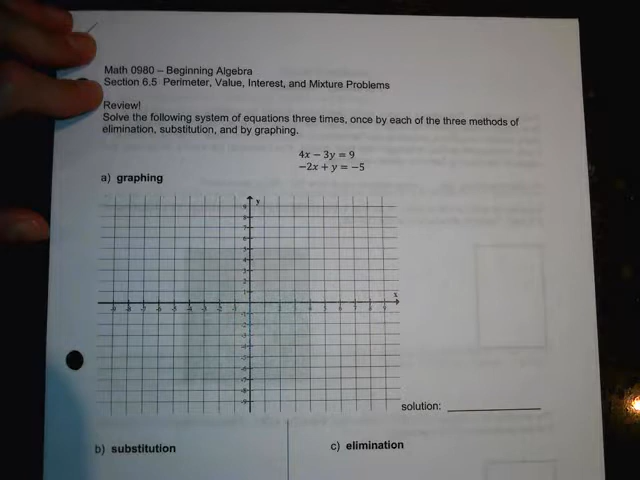 Math 0980 – Beginning Algebra
Section 6.5 Perimeter, Value, Interest, and Mixture Problems
Review!
Solve the following system of equations three times, once by each of the three methods of
elimination, substitution, and by graphing.
4x − 3y = 9
−2x + y = −5
a) graphing
y
x
solution:
b) substitution
c) elimination